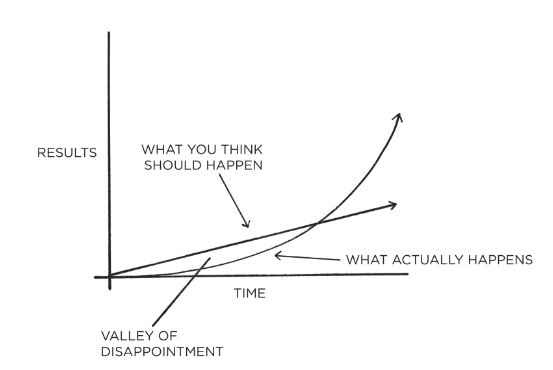 WHAT YOU THINK
SHOULD HAPPEN
RESULTS
WHAT ACTUALLY HAPPENS
TIME
VALLEY OF
DISAPPOINTMENT